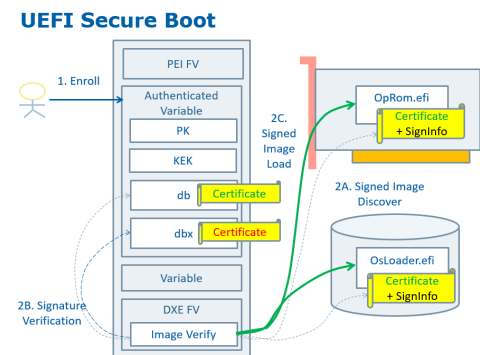 UEFI Secure Boot
1. Enroll
PEI FV
Authenticated
Variable
PK
KEK
db
Certificate
dbx
Certificate
Variable
DXE FV
Image Verify
2B. Signature
Verification
2C.
Signed
Image
Load
OpRom.efi
Certificate
+ SignInfo
2A. Signed Image
Discover
OsLoader.efi
Certificate
+ SignInfo